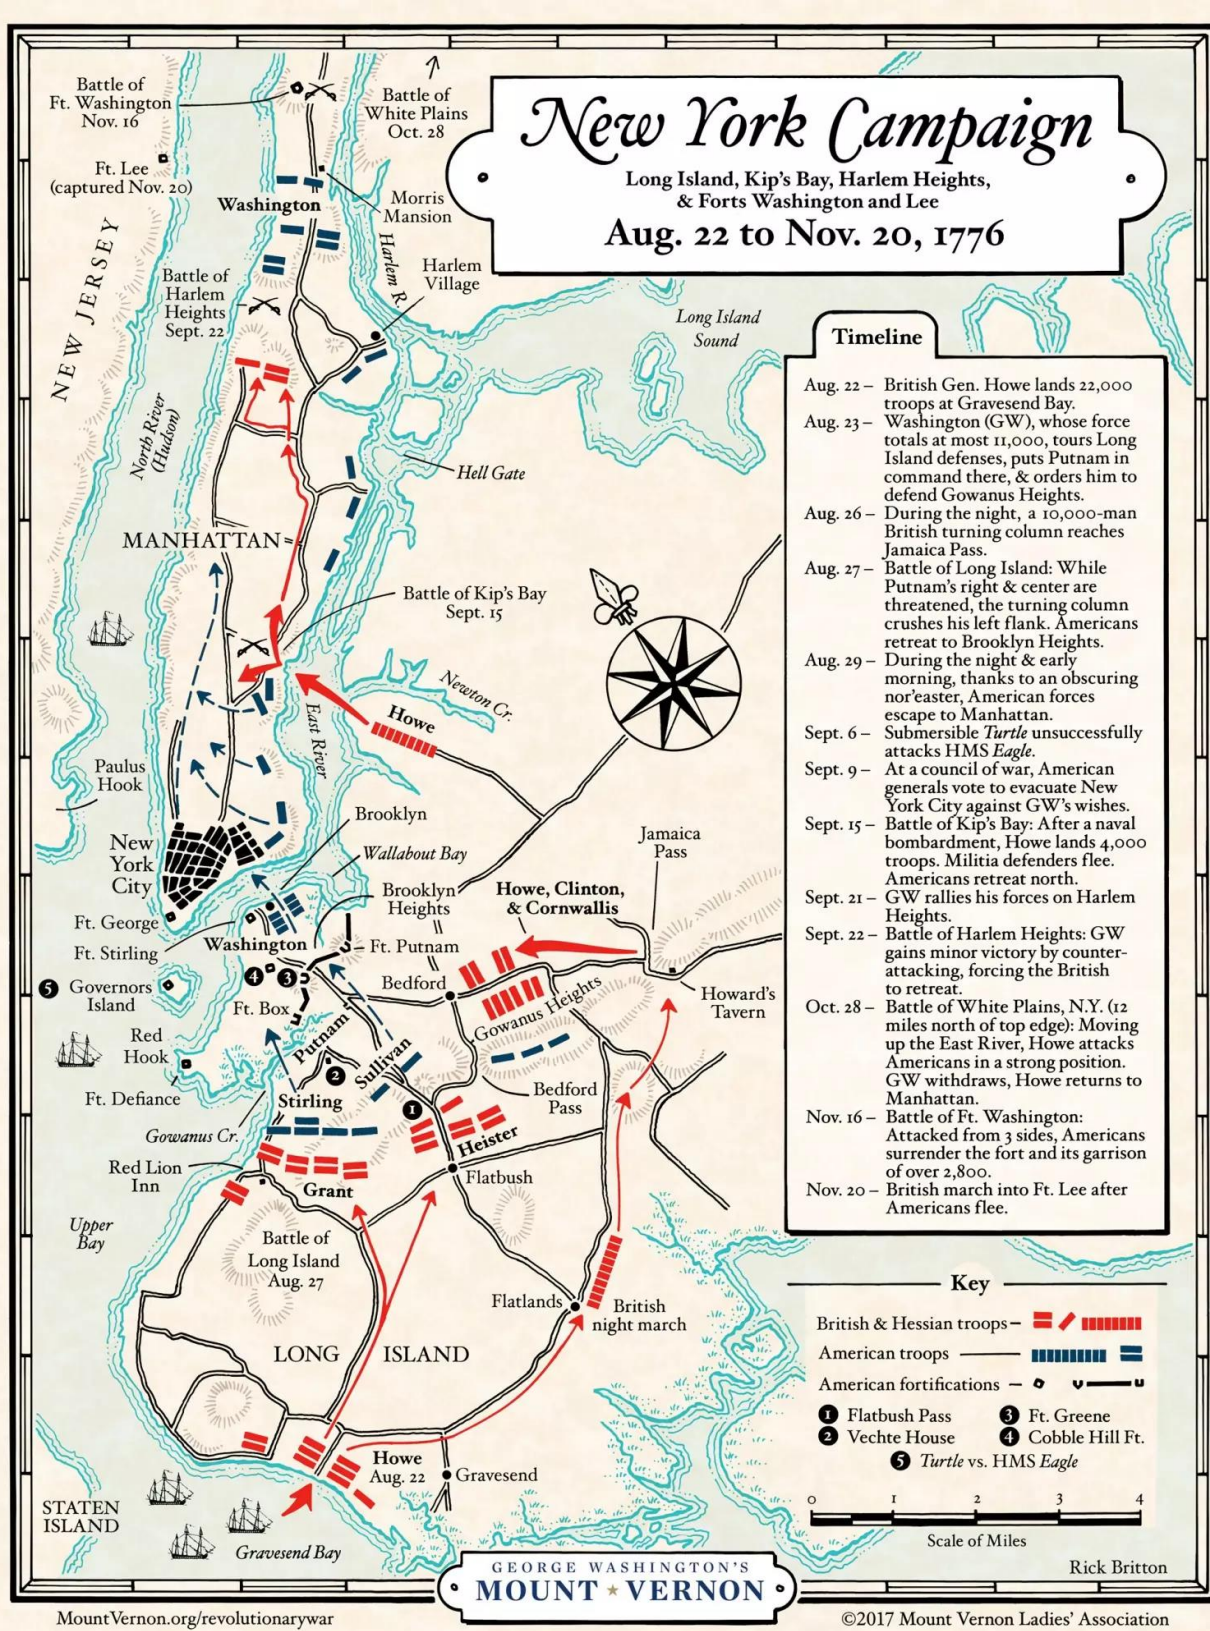 New York Campaign
Long Island, Kip's Bay, Harlem Heights,
& Forts Washington and Lee
Aug. 22 to Nov. 20, 1776
Battle of
Ft. Washington
Nov. 16
Battle of
White Plains
Oct. 28
Ft. Lee
(captured Nov. 20)
Washington
Morris
Mansion
Harlem R.
NEW JERSEY
Battle of
Harlem
Heights
Sept. 22
Harlem
Village
Long Island
Sound
North River
(Hudson)
Hell Gate
MANHATTAN
Battle of Kip's Bay
Sept. 15
Newton Cr.
Howe
East River
Paulus
Hook
New
York
City
Brooklyn
Wallabout Bay
Jamaica
Pass
Brooklyn
Heights
Howe, Clinton,
& Cornwallis
Ft. George
Ft. Stirling
Washington
Ft. Putnam
4
3
5
Governors
Island
Bedford
Howard's
Tavern
Ft. Box
Gowanus Heights
Red
Hook
Putnam
Sullivan
2
Ft. Defiance
Stirling
1
Bedford
Pass
Gowanus Cr.
Heister
Red Lion
Inn
Grant
Flatbush
Upper
Bay
Battle of
Long Island
Aug. 27
Flatlands
British
night march
LONG ISLAND
Howe
Aug. 22
Gravesend
STATEN
ISLAND
Gravesend Bay
Timeline
Aug. 22 – British Gen. Howe lands 22,000
troops at Gravesend Bay.
Aug. 23 – Washington (GW), whose force
totals at most 11,000, tours Long
Island defenses, puts Putnam in
command there, & orders him to
defend Gowanus Heights.
Aug. 26 – During the night, a 10,000-man
British turning column reaches
Jamaica Pass.
Aug. 27 – Battle of Long Island: While
Putnam's right & center are
threatened, the turning column
crushes his left flank. Americans
retreat to Brooklyn Heights.
Aug. 29 – During the night & early
morning, thanks to an obscuring
nor'easter, American forces
escape to Manhattan.
Sept. 6 – Submersible Turtle unsuccessfully
attacks HMS Eagle.
Sept. 9 – At a council of war, American
generals vote to evacuate New
York City against GW's wishes.
Sept. 15 – Battle of Kip's Bay: After a naval
bombardment, Howe lands 4,000
troops. Militia defenders flee.
Americans retreat north.
Sept. 21 – GW rallies his forces on Harlem
Heights.
Sept. 22 – Battle of Harlem Heights: GW
gains minor victory by counter-
attacking, forcing the British
to retreat.
Oct. 28 – Battle of White Plains, N.Y. (12
miles north of top edge): Moving
up the East River, Howe attacks
Americans in a strong position.
GW withdraws, Howe returns to
Manhattan.
Nov. 16 – Battle of Ft. Washington:
Attacked from 3 sides, Americans
surrender the fort and its garrison
of over 2,800.
Nov. 20 – British march into Ft. Lee after
Americans flee.
Key
British & Hessian troops
American troops
American fortifications
1 Flatbush Pass
3 Ft. Greene
2 Vechte House
4 Cobble Hill Ft.
5 Turtle vs. HMS Eagle
0 1 2 3 4
Scale of Miles
Rick Britton
GEORGE WASHINGTON'S
MOUNT VERNON
MountVernon.org/revolutionarywar
©2017 Mount Vernon Ladies' Association